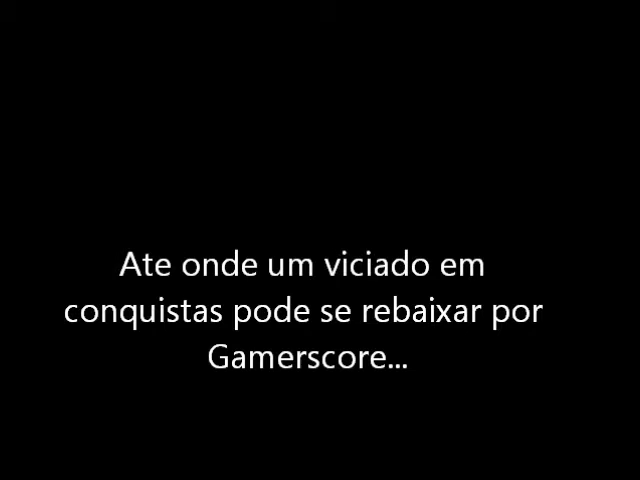 Ate onde um viciado em
conquistas pode se rebaixar por
Gamerscore...